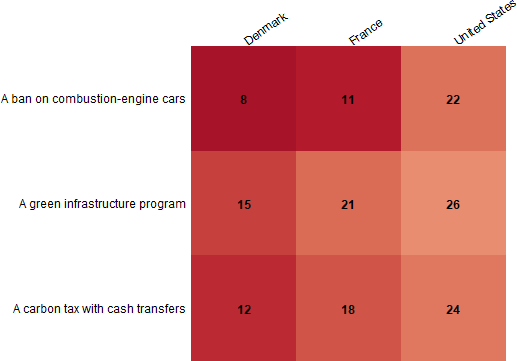 Denmark France United States
A ban on combustion-engine cars 8 11 22
A green infrastructure program 15 21 26
A carbon tax with cash transfers 12 18 24